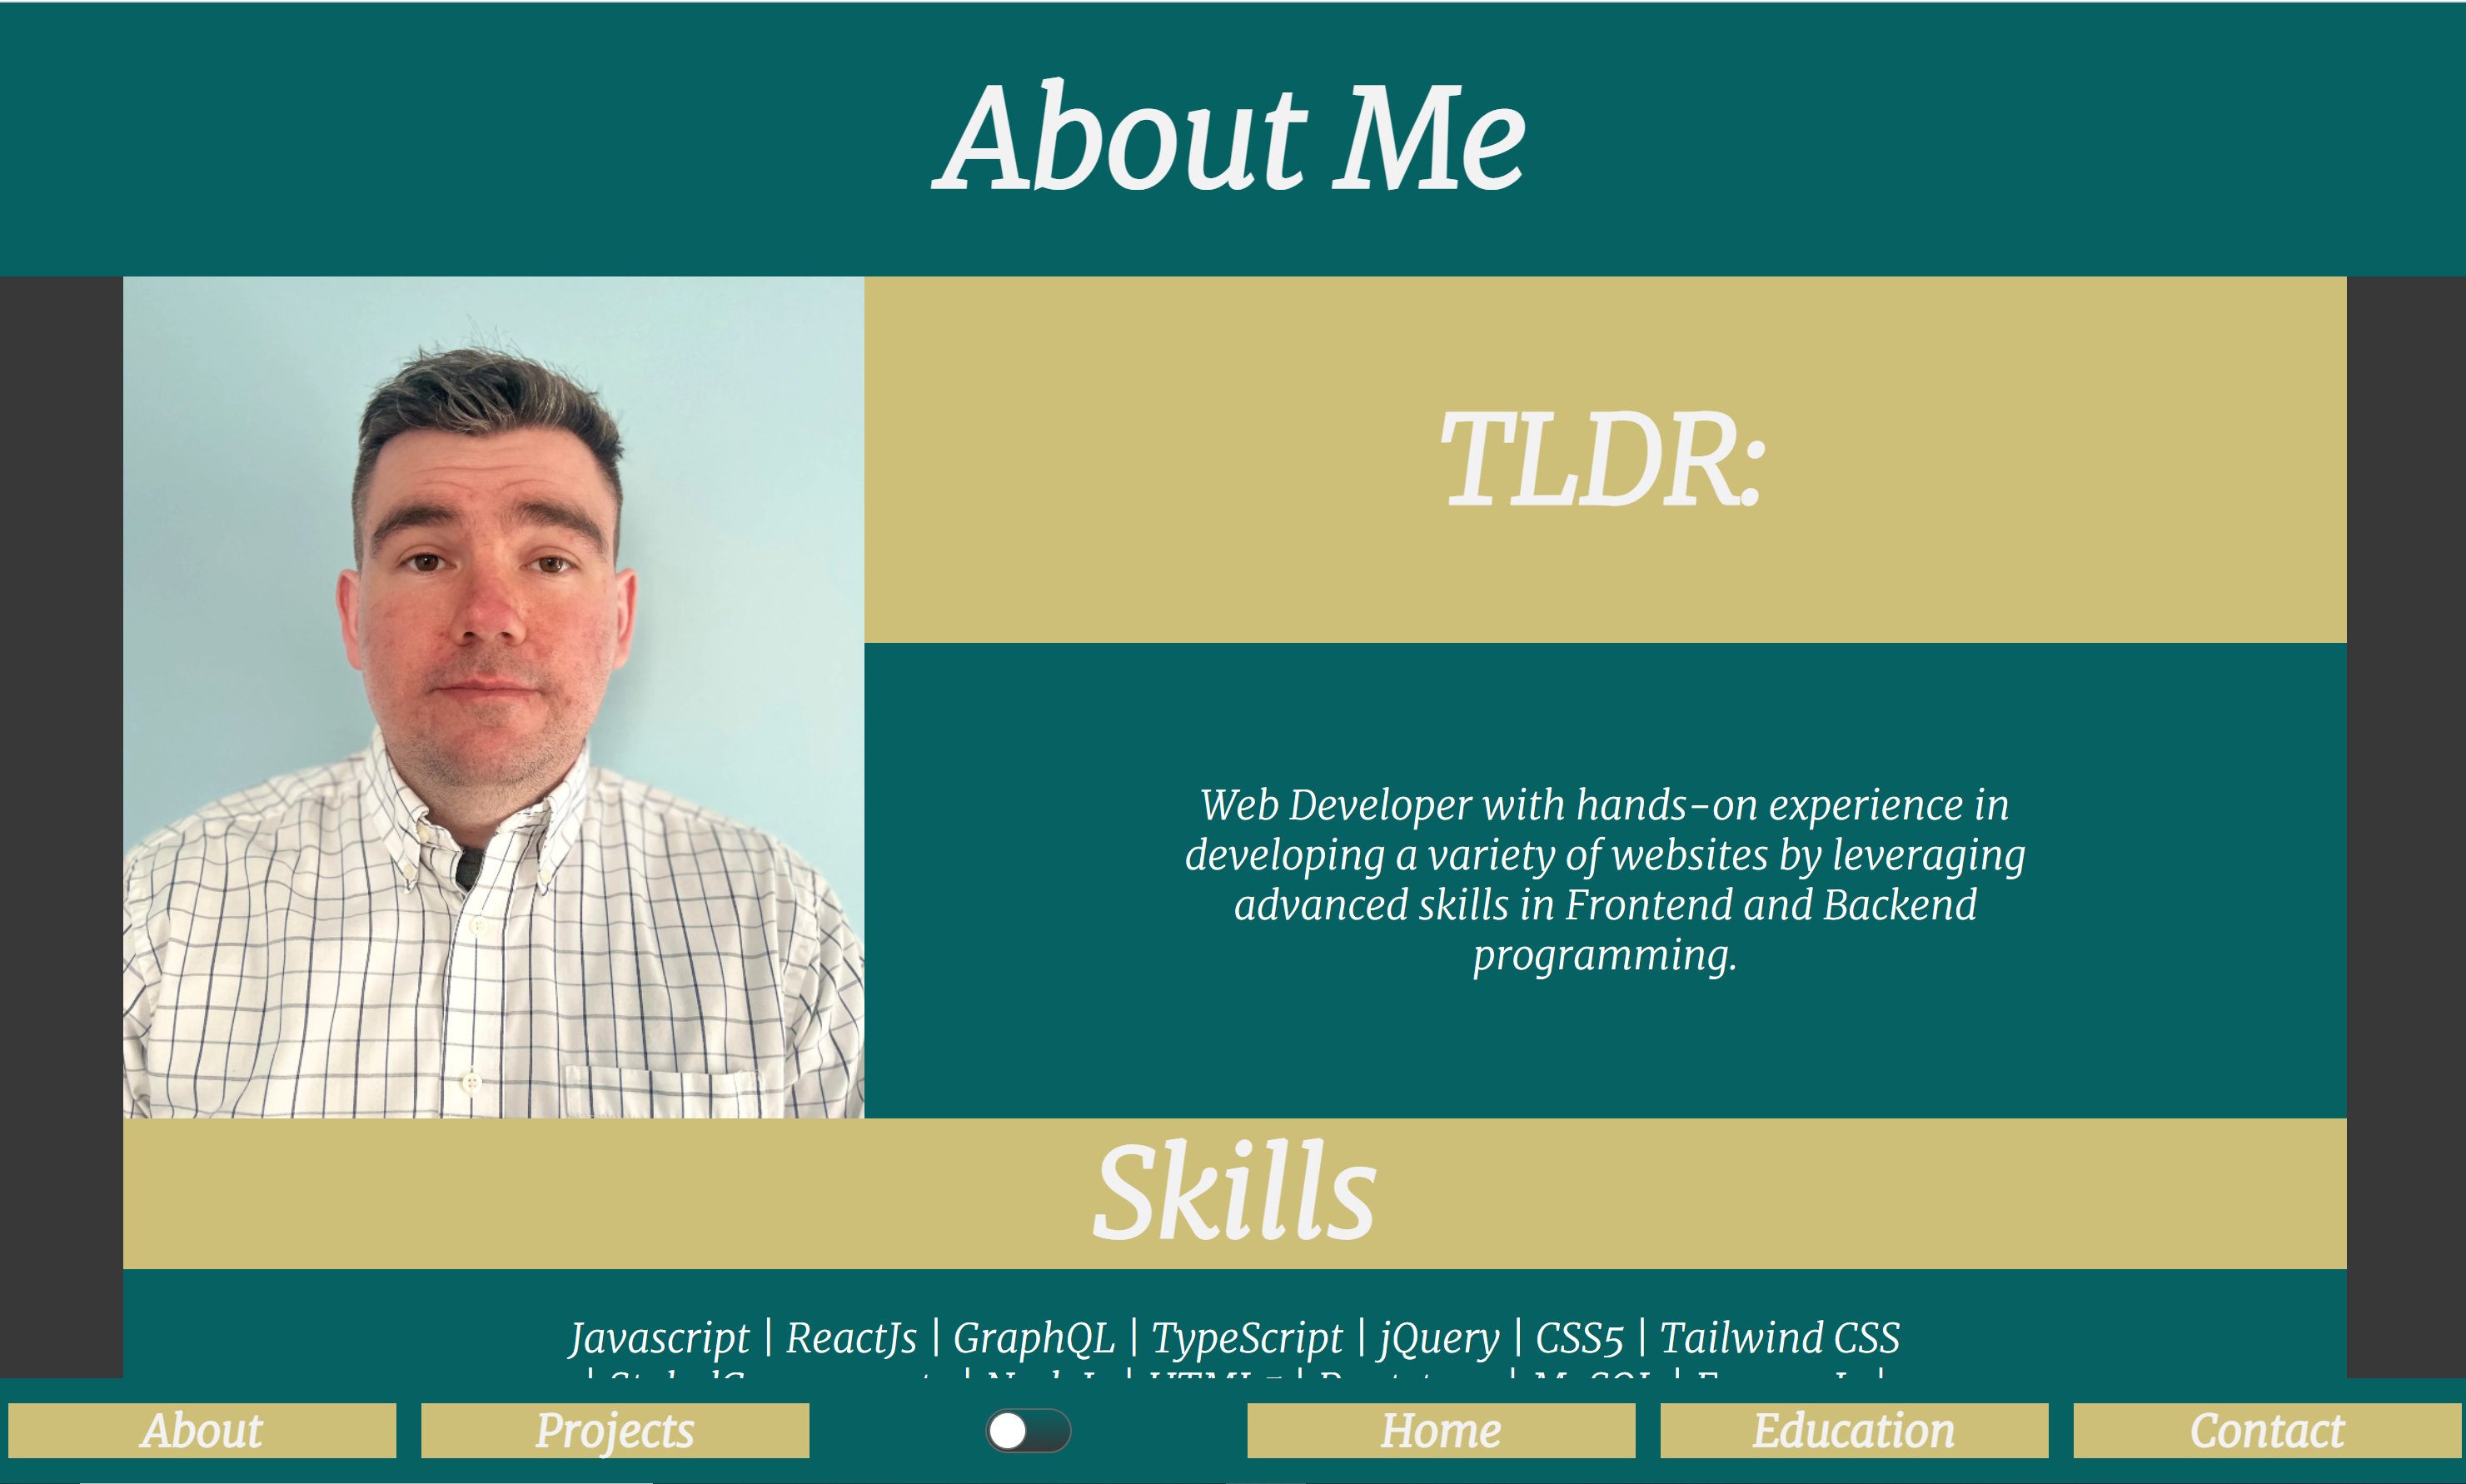 About Me
TLDR:
Web Developer with hands-on experience in
developing a variety of websites by leveraging
advanced skills in Frontend and Backend
programming.
Skills
Javascript | ReactJs | GraphQL | TypeScript | jQuery | CSS5 | Tailwind CSS
About
Projects
Home
Education
Contact